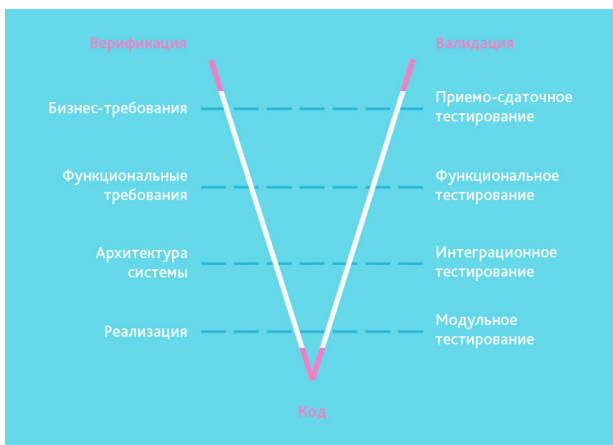 Верификация
Валидация
Бизнес-требования
Приемо-сдаточное
тестирование
Функциональные
требования
Функциональное
тестирование
Архитектура
системы
Интеграционное
тестирование
Реализация
Модульное
тестирование
Код